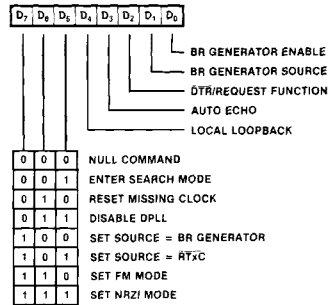 D7 D6 D5 D4 D3 D2 D1 D0
BR GENERATOR ENABLE
BR GENERATOR SOURCE
D̅T̅R̅/REQUEST FUNCTION
AUTO ECHO
LOCAL LOOPBACK
0 0 0 NULL COMMAND
0 0 1 ENTER SEARCH MODE
0 1 0 RESET MISSING CLOCK
0 1 1 DISABLE DPLL
1 0 0 SET SOURCE = BR GENERATOR
1 0 1 SET SOURCE = R̅T̅x̅C̅
1 1 0 SET FM MODE
1 1 1 SET NRZI MODE